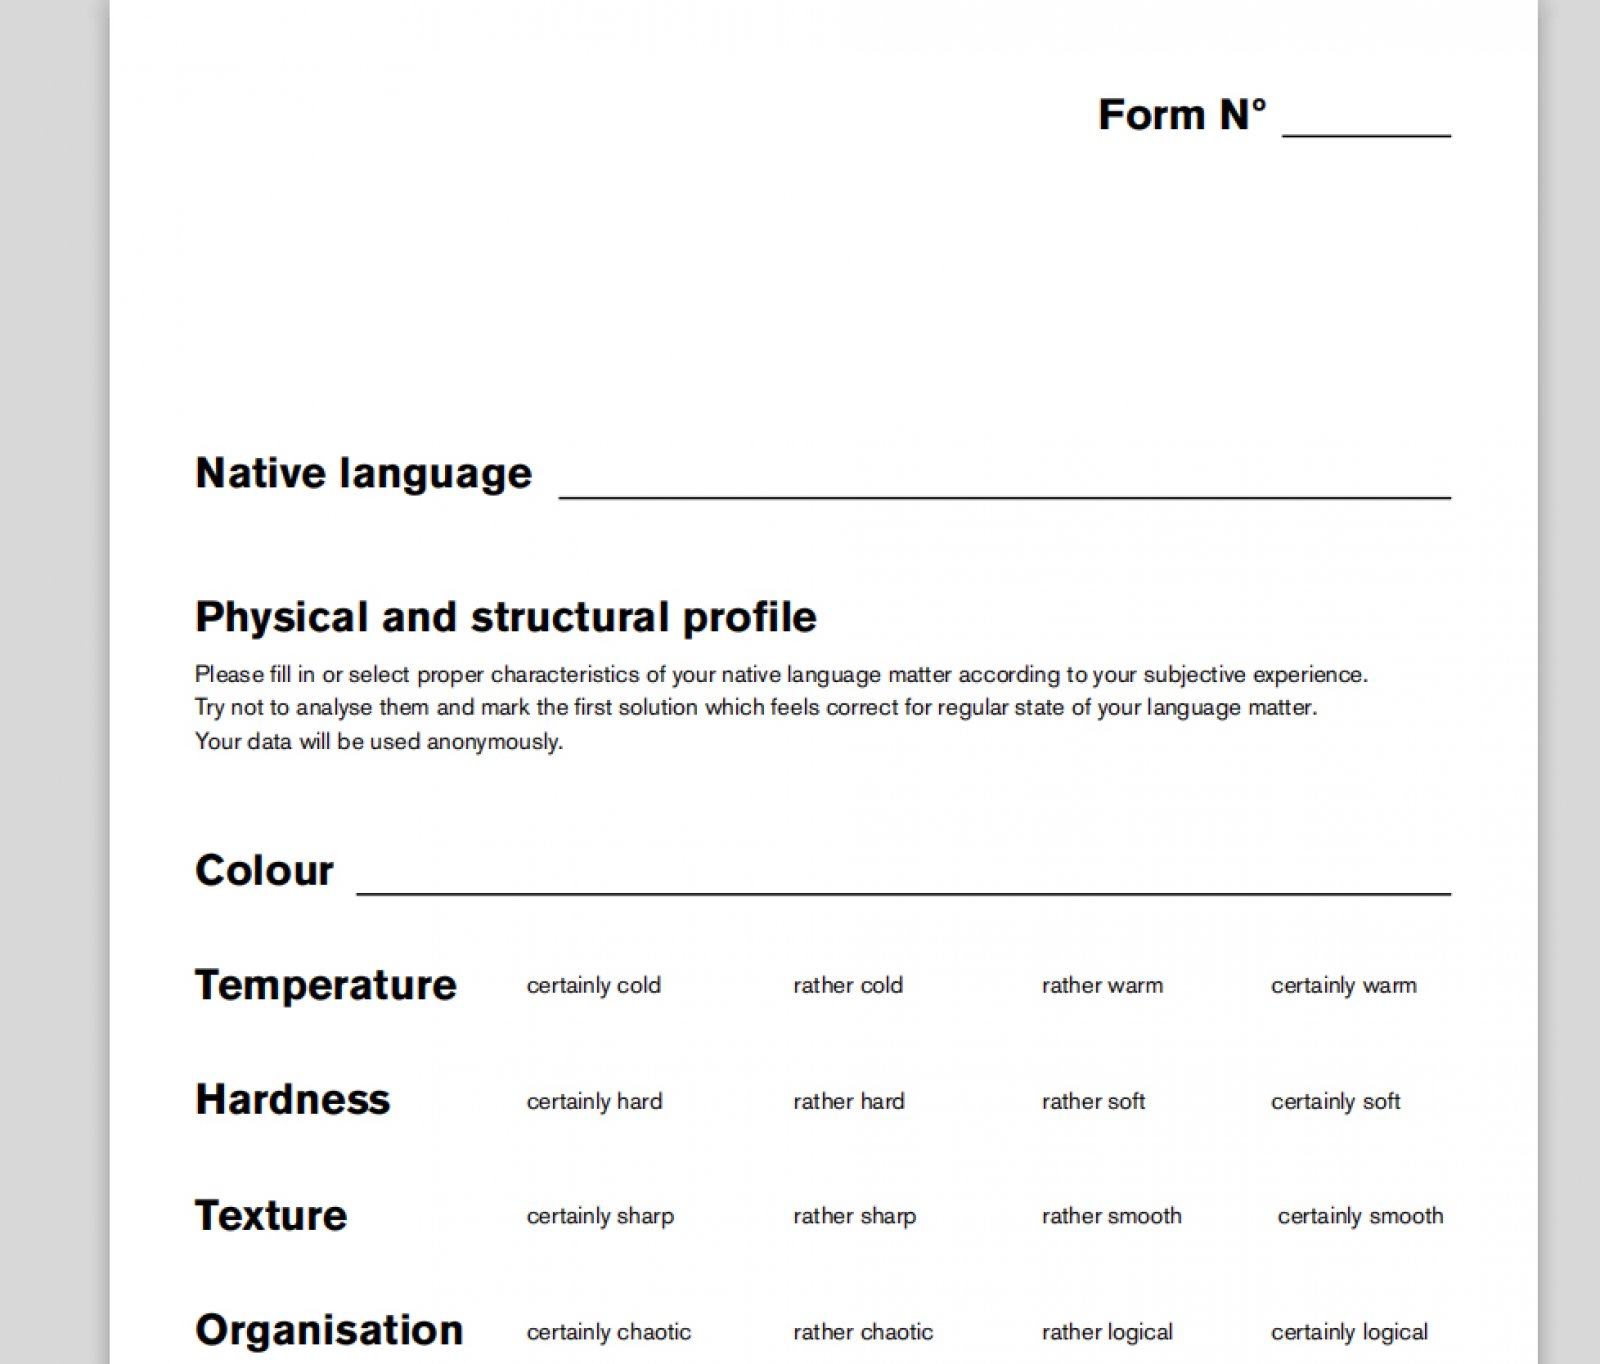 Form N°
Native language
Physical and structural profile
Please fill in or select proper characteristics of your native language matter according to your subjective experience.
Try not to analyse them and mark the first solution which feels correct for regular state of your language matter.
Your data will be used anonymously.
Colour
Temperature certainly cold rather cold rather warm certainly warm
Hardness certainly hard rather hard rather soft certainly soft
Texture certainly sharp rather sharp rather smooth certainly smooth
Organisation certainly chaotic rather chaotic rather logical certainly logical